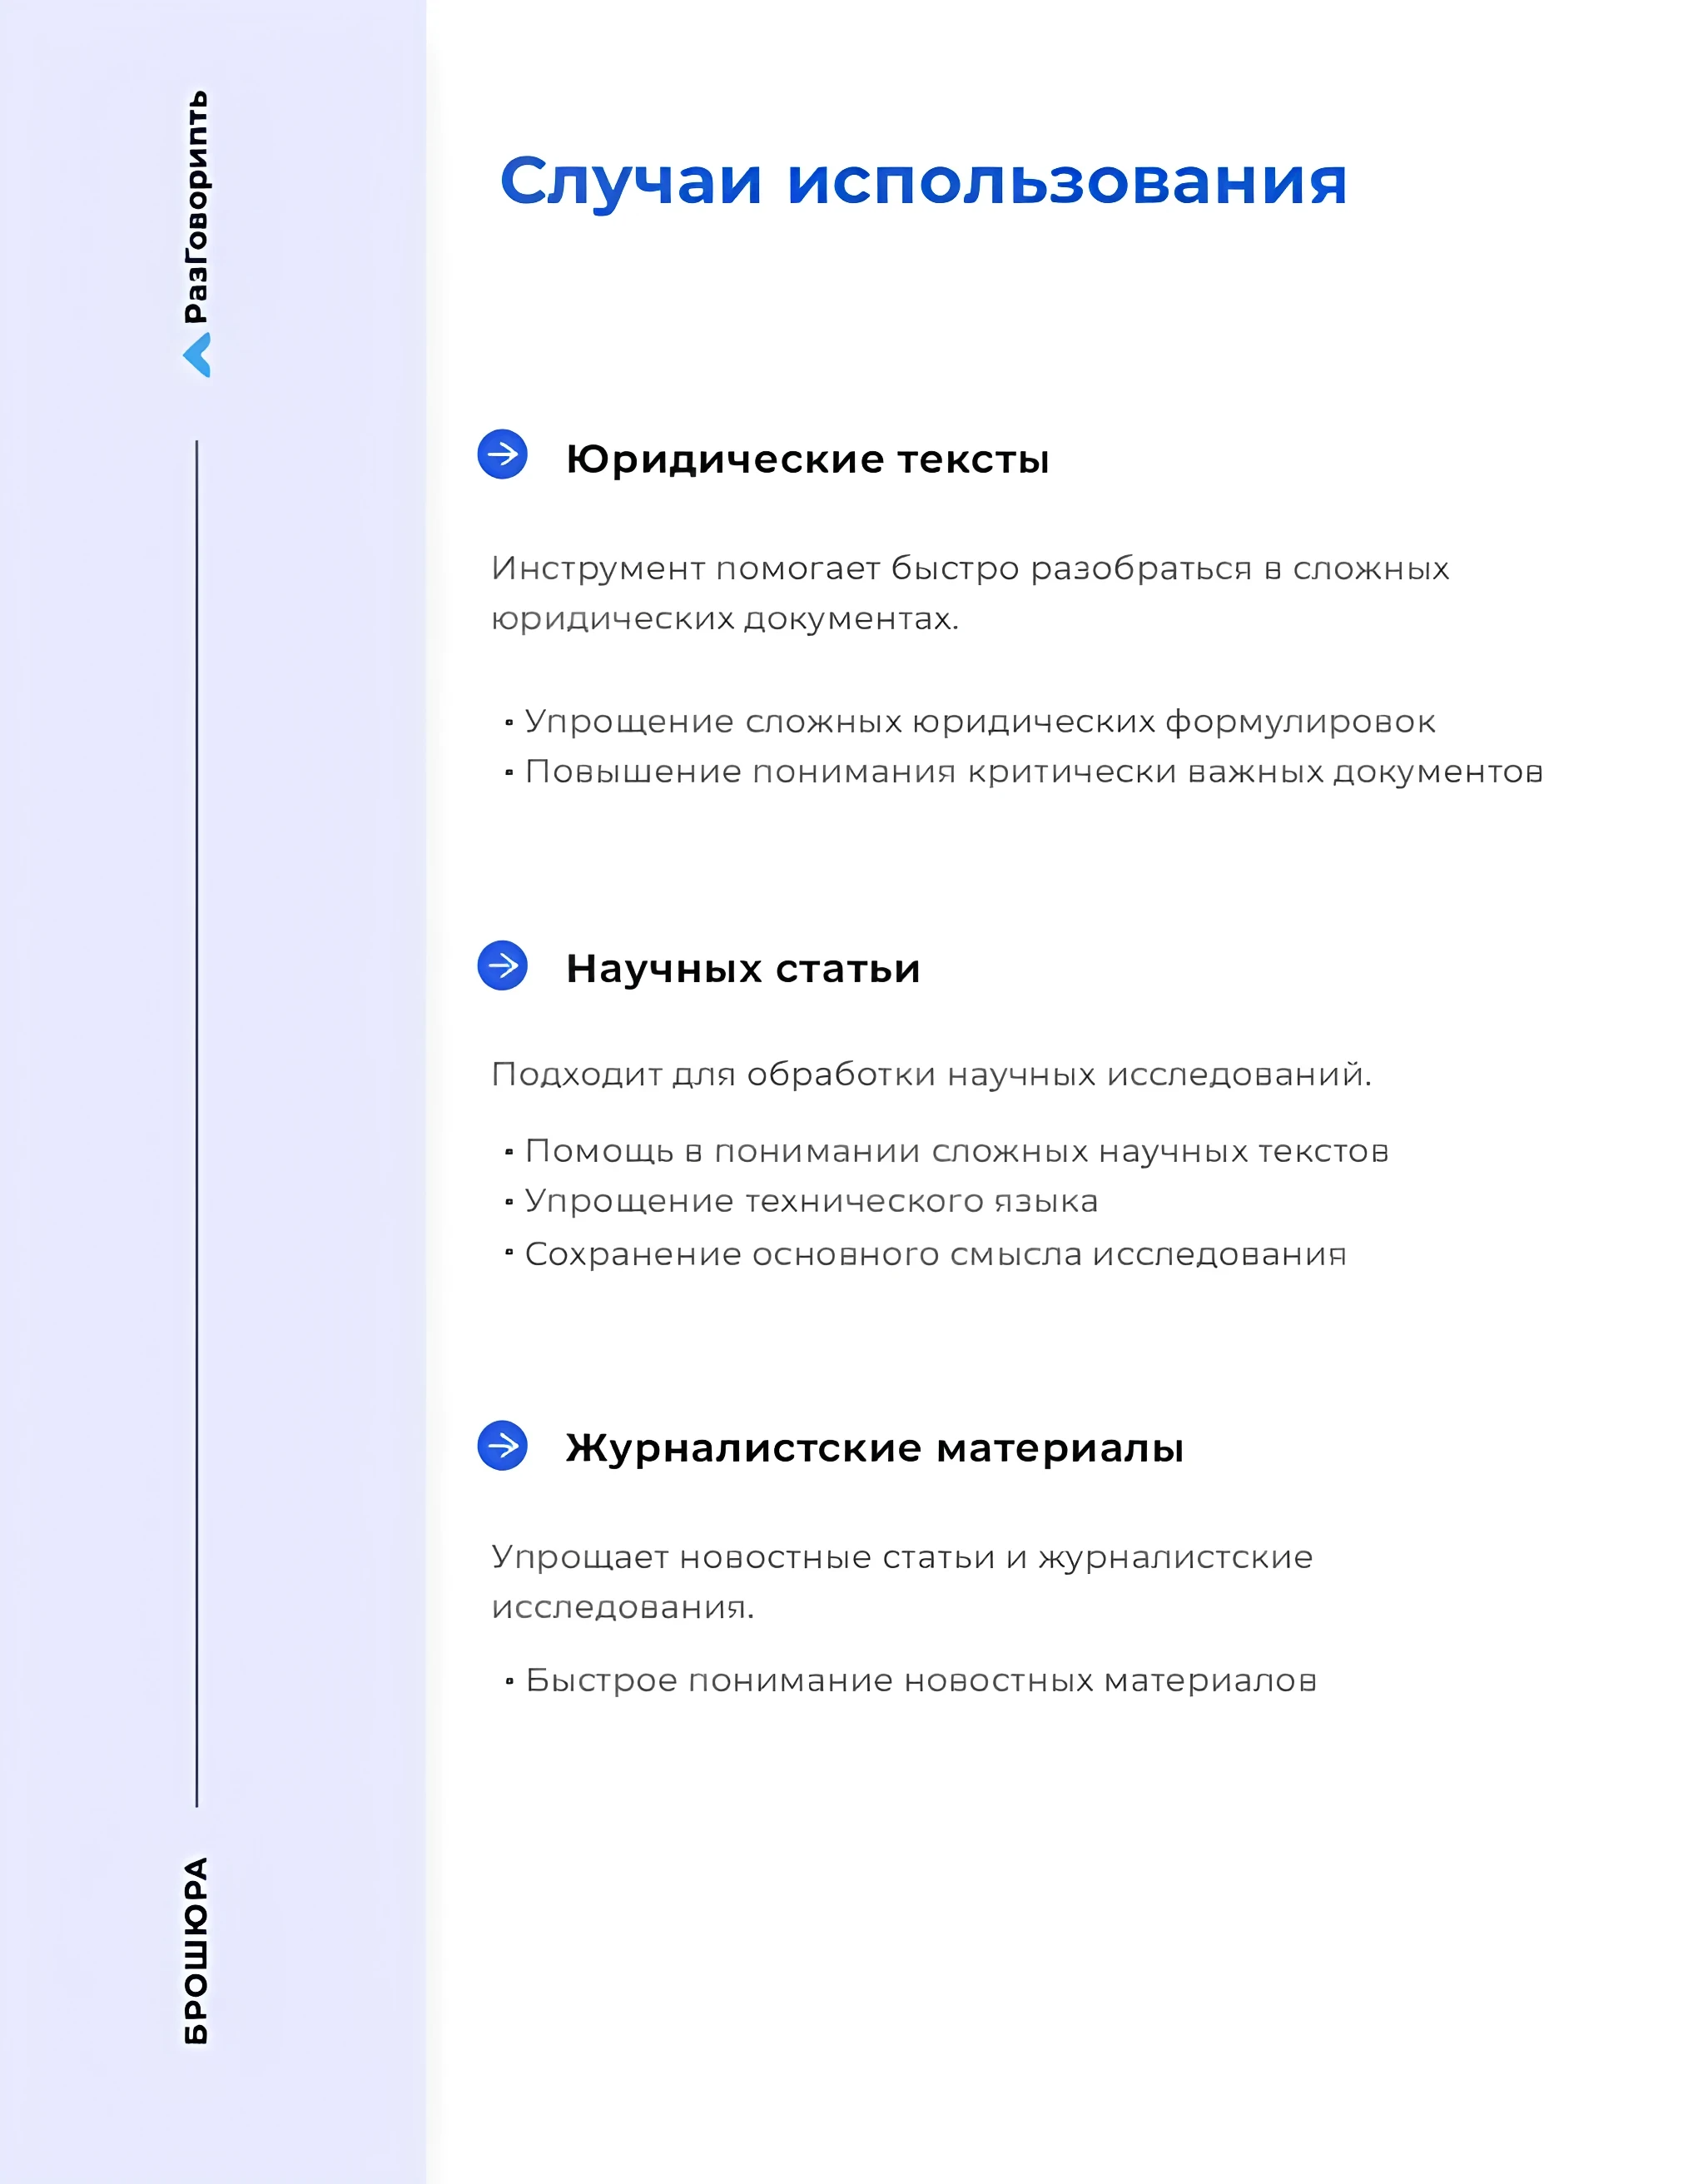 РазГоворипть
БРОШЮРА
Случаи использования
Юридические тексты
Инструмент помогает быстро разобраться в сложных
юридических документах.
· Упрощение сложных юридических формулировок
· Повышение понимания критически важных документов
Научных статьи
Подходит для обработки научных исследований.
· Помощь в понимании сложных научных текстов
· Упрощение технического языка
· Сохранение основного смысла исследования
Журналистские материалы
Упрощает новостные статьи и журналистские
исследования.
· Быстрое понимание новостных материалов